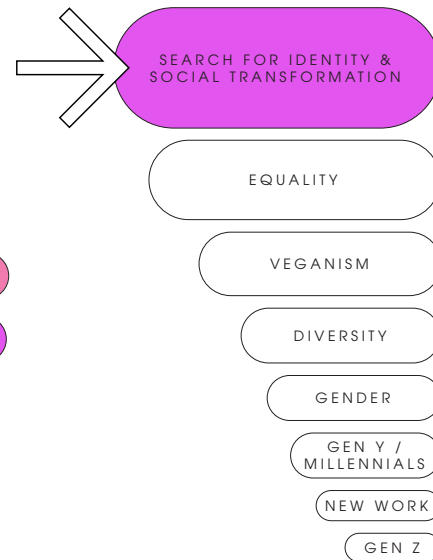 SEARCH FOR IDENTITY &
SOCIAL TRANSFORMATION
EQUALITY
VEGANISM
DIVERSITY
GENDER
GEN Y /
MILLENNIALS
NEW WORK
GEN Z